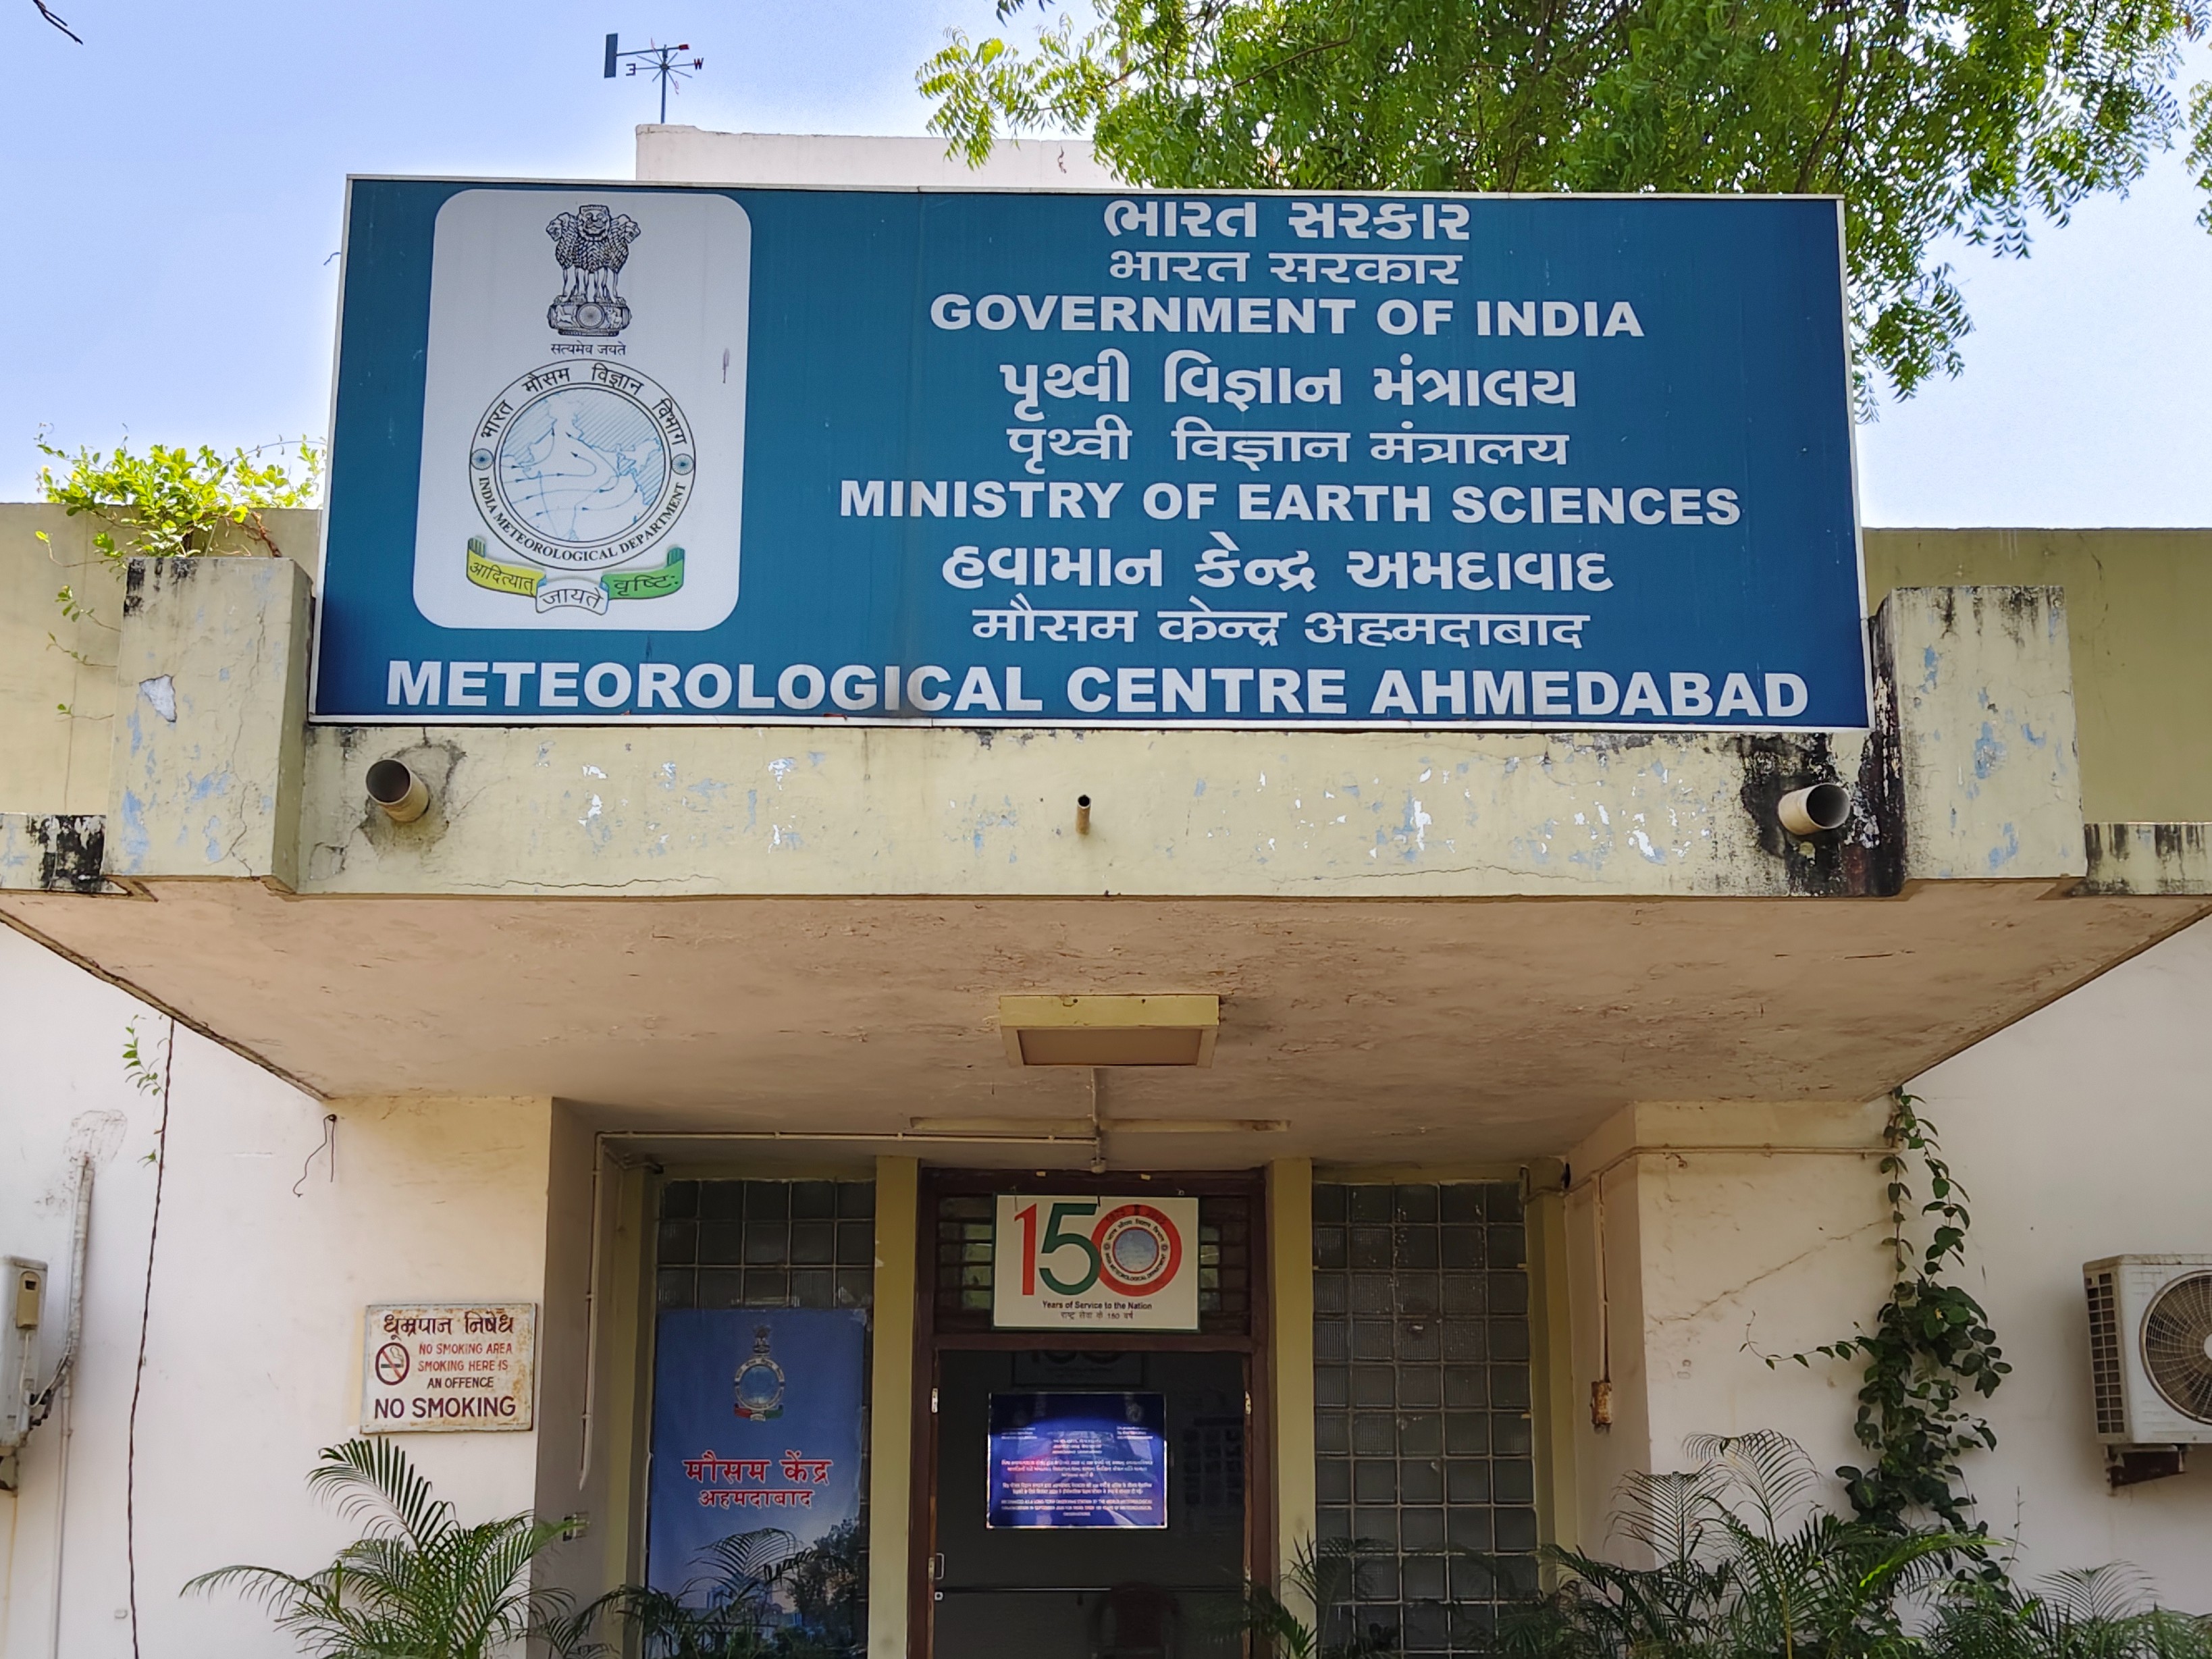 E W
सत्यमेव जयते
भारत मौसम विज्ञान विभाग
INDIA METEOROLOGICAL DEPARTMENT
आदित्यात् जायते वृष्टि:
ભારત સરકાર
भारत सरकार
GOVERNMENT OF INDIA
પૃથ્વી વિજ્ઞાન મંત્રાલય
पृथ्वी विज्ञान मंत्रालय
MINISTRY OF EARTH SCIENCES
હવામાન કેન્દ્ર અમદાવાદ
मौसम केन्द्र अहमदाबाद
METEOROLOGICAL CENTRE AHMEDABAD
150
Years of Service to the Nation
राष्ट्र सेवा के 150 वर्ष
धूम्रपान निषेध
NO SMOKING AREA
SMOKING HERE IS
AN OFFENCE
NO SMOKING
मौसम केंद्र
अहमदाबाद